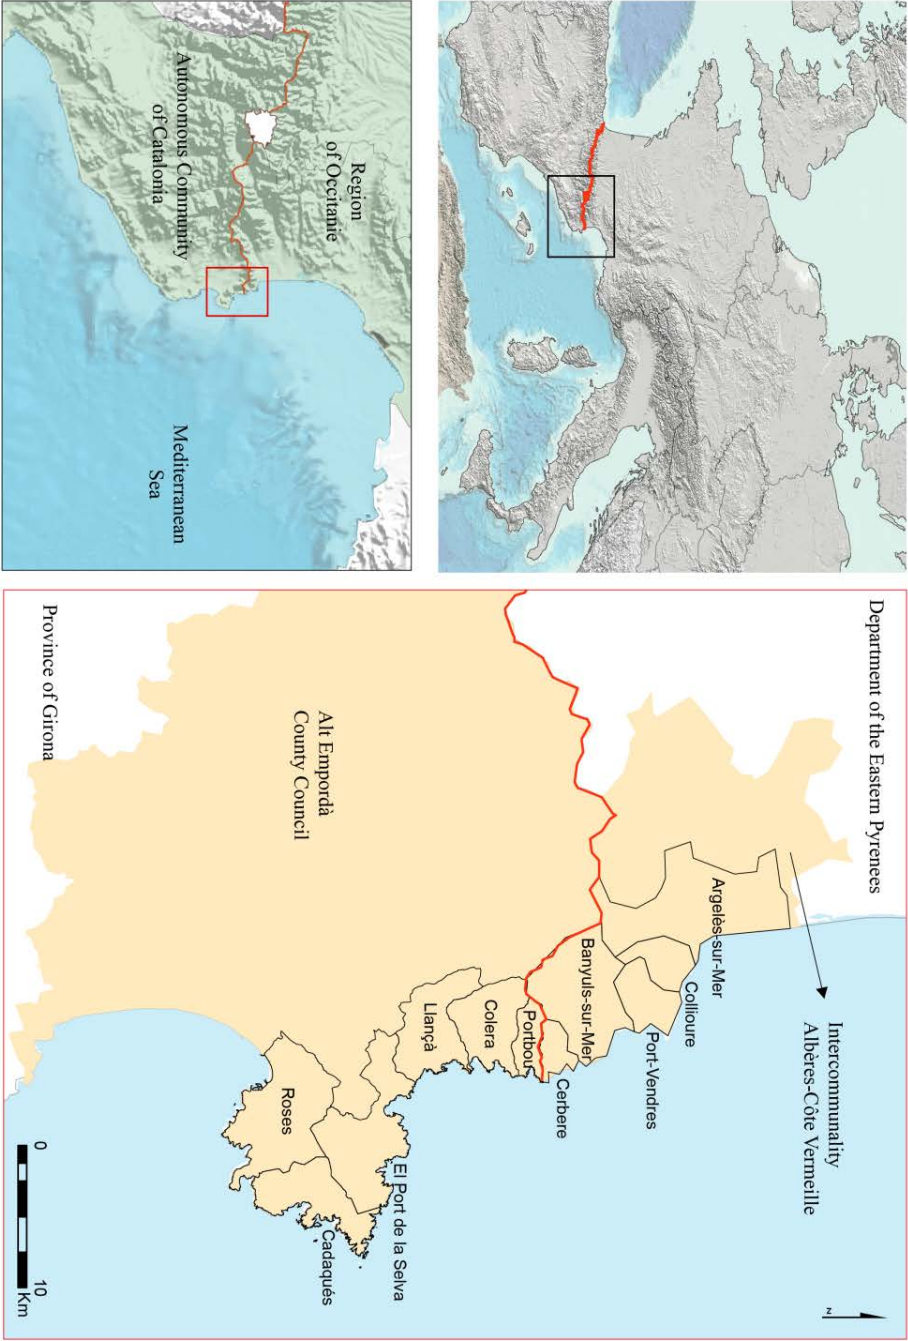 Region
of Occitanie
Autonomous Community
of Catalonia
Mediterranean
Sea
Department of the Eastern Pyrenees
Intercommunality
Albères-Côte Vermeille
Argelès-sur-Mer
Collioure
Port-Vendres
Banyuls-sur-Mer
Cerbere
Portbou
Colera
Llançà
Alt Empordà
County Council
El Port de la Selva
Roses
Cadaqués
Province of Girona
0
10
Km
N